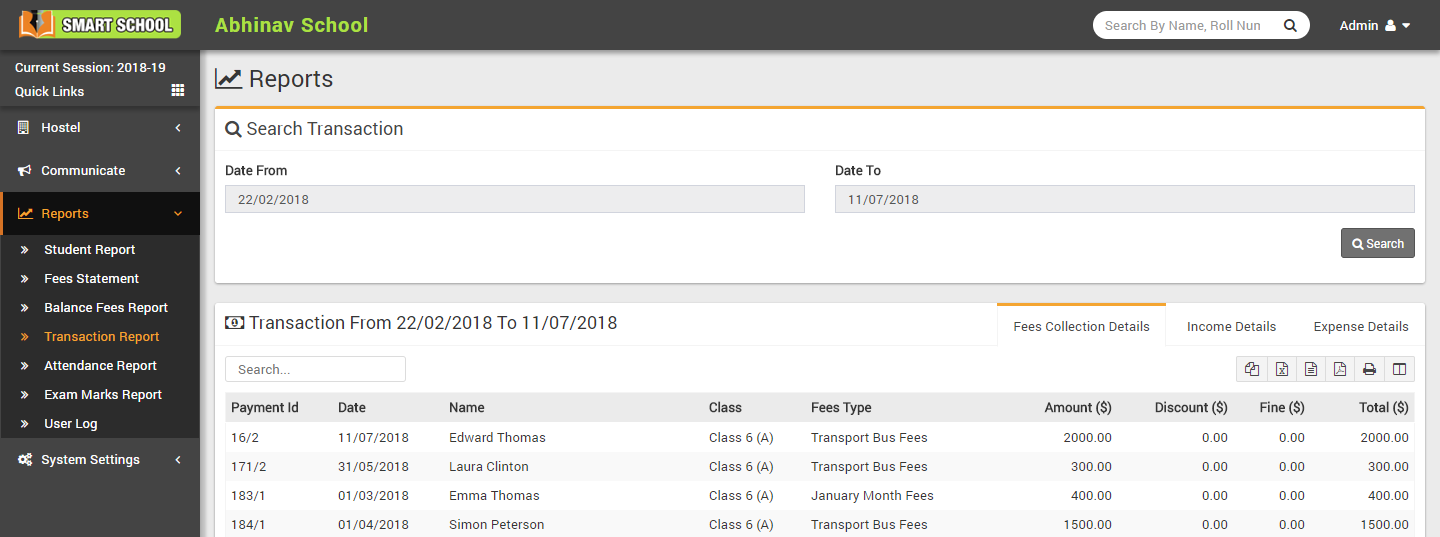 SMART SCHOOL
Abhinav School
Search By Name, Roll Nun
Admin
Current Session: 2018-19
Quick Links
Hostel
Communicate
Reports
Student Report
Fees Statement
Balance Fees Report
Transaction Report
Attendance Report
Exam Marks Report
User Log
System Settings
Reports
Search Transaction
Date From
Date To
22/02/2018
11/07/2018
Search
Transaction From 22/02/2018 To 11/07/2018
Fees Collection Details
Income Details
Expense Details
Search...
Payment Id Date Name Class Fees Type Amount ($) Discount ($) Fine ($) Total ($)
16/2 11/07/2018 Edward Thomas Class 6 (A) Transport Bus Fees 2000.00 0.00 0.00 2000.00
171/2 31/05/2018 Laura Clinton Class 6 (A) Transport Bus Fees 300.00 0.00 0.00 300.00
183/1 01/03/2018 Emma Thomas Class 6 (A) January Month Fees 400.00 0.00 0.00 400.00
184/1 01/04/2018 Simon Peterson Class 6 (A) Transport Bus Fees 1500.00 0.00 0.00 1500.00